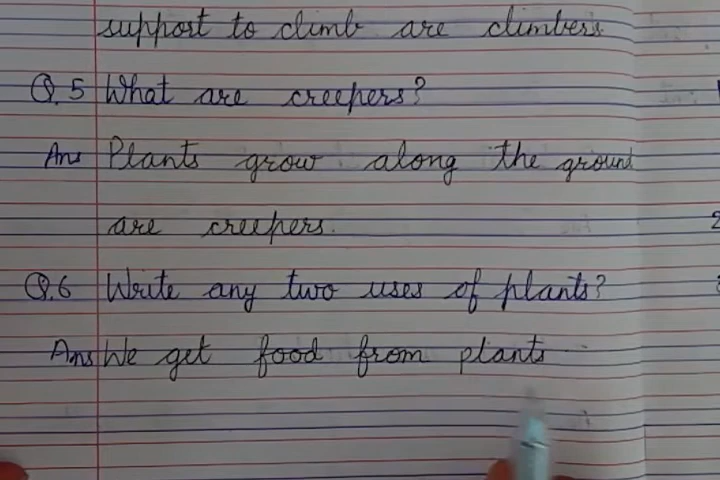 support to climb are climbers
Q.5 What are creepers?
Ans Plants grow along the ground
are creepers.
Q.6 Write any two uses of plants?
Ans We get food from plants